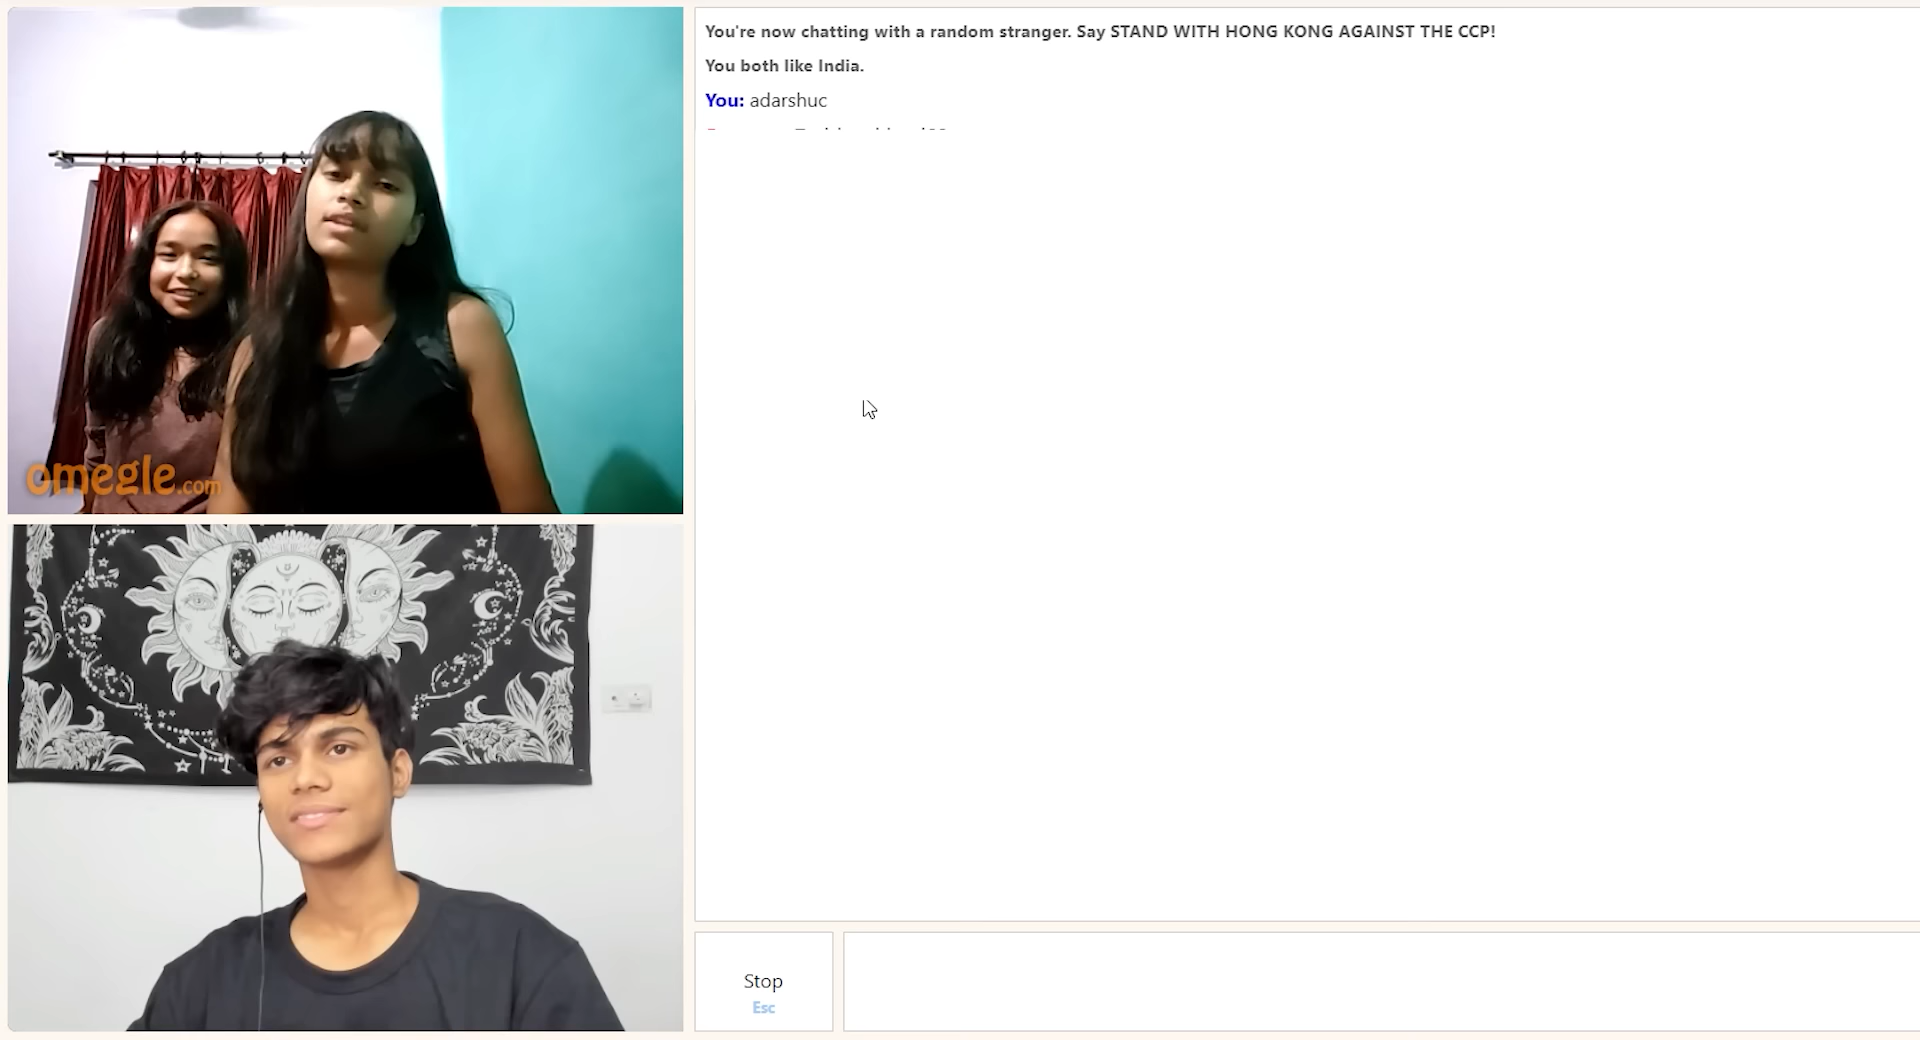 You're now chatting with a random stranger. Say STAND WITH HONG KONG AGAINST THE CCP!
You both like India.
You: adarshuc
omegle.com
Stop
Esc